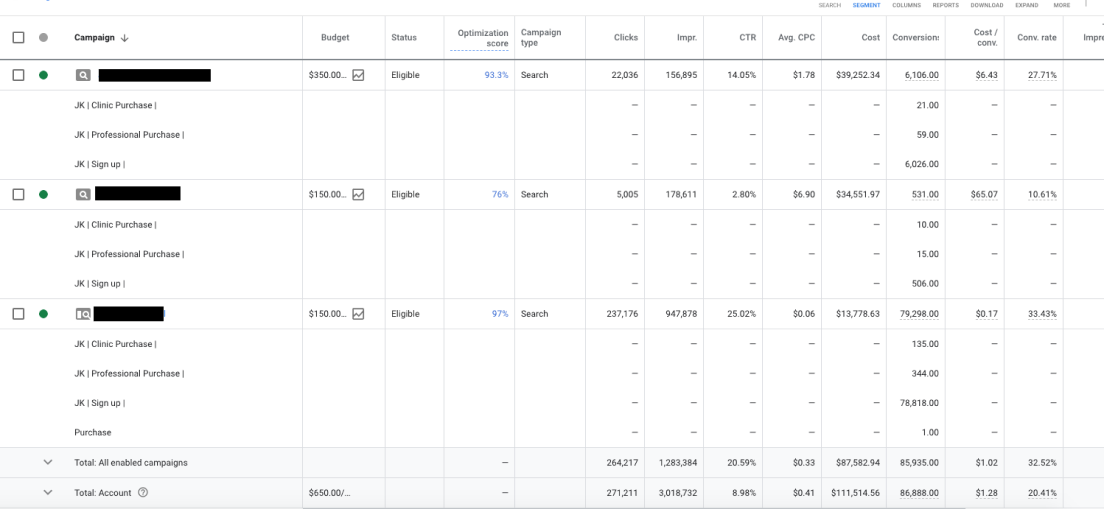 SEARCH SEGMENT COLUMNS REPORTS DOWNLOAD EXPAND MORE
Campaign ↓ Budget Status Optimization score Campaign type Clicks Impr. CTR Avg. CPC Cost Conversions Cost / conv. Conv. rate Impre
$350.00... Eligible 93.3% Search 22,036 156,895 14.05% $1.78 $39,252.34 6,106.00 $6.43 27.71%
JK | Clinic Purchase | — — — — — 21.00 — —
JK | Professional Purchase | — — — — — 59.00 — —
JK | Sign up | — — — — — 6,026.00 — —
$150.00... Eligible 76% Search 5,005 178,611 2.80% $6.90 $34,551.97 531.00 $65.07 10.61%
JK | Clinic Purchase | — — — — — 10.00 — —
JK | Professional Purchase | — — — — — 15.00 — —
JK | Sign up | — — — — — 506.00 — —
$150.00... Eligible 97% Search 237,176 947,878 25.02% $0.06 $13,778.63 79,298.00 $0.17 33.43%
JK | Clinic Purchase | — — — — — 135.00 — —
JK | Professional Purchase | — — — — — 344.00 — —
JK | Sign up | — — — — — 78,818.00 — —
Purchase — — — — — 1.00 — —
Total: All enabled campaigns — 264,217 1,283,384 20.59% $0.33 $87,582.94 85,935.00 $1.02 32.52%
Total: Account $650.00/... — 271,211 3,018,732 8.98% $0.41 $111,514.56 86,888.00 $1.28 20.41%